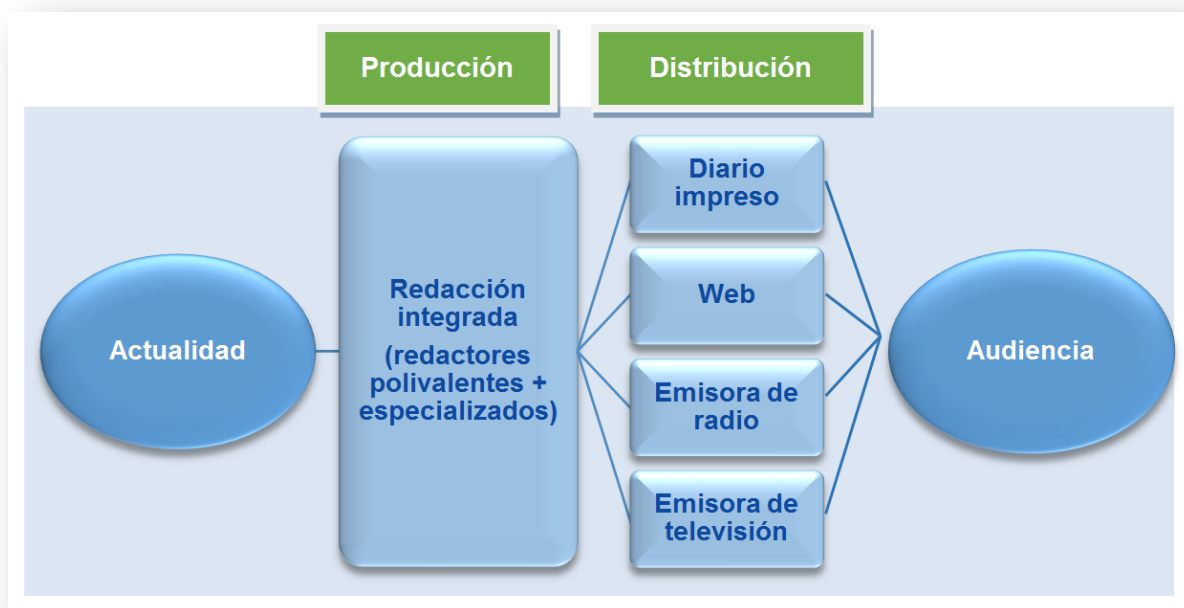 Producción
Distribución
Actualidad
Redacción
integrada
(redactores
polivalentes +
especializados)
Diario
impreso
Web
Emisora de
radio
Emisora de
televisión
Audiencia